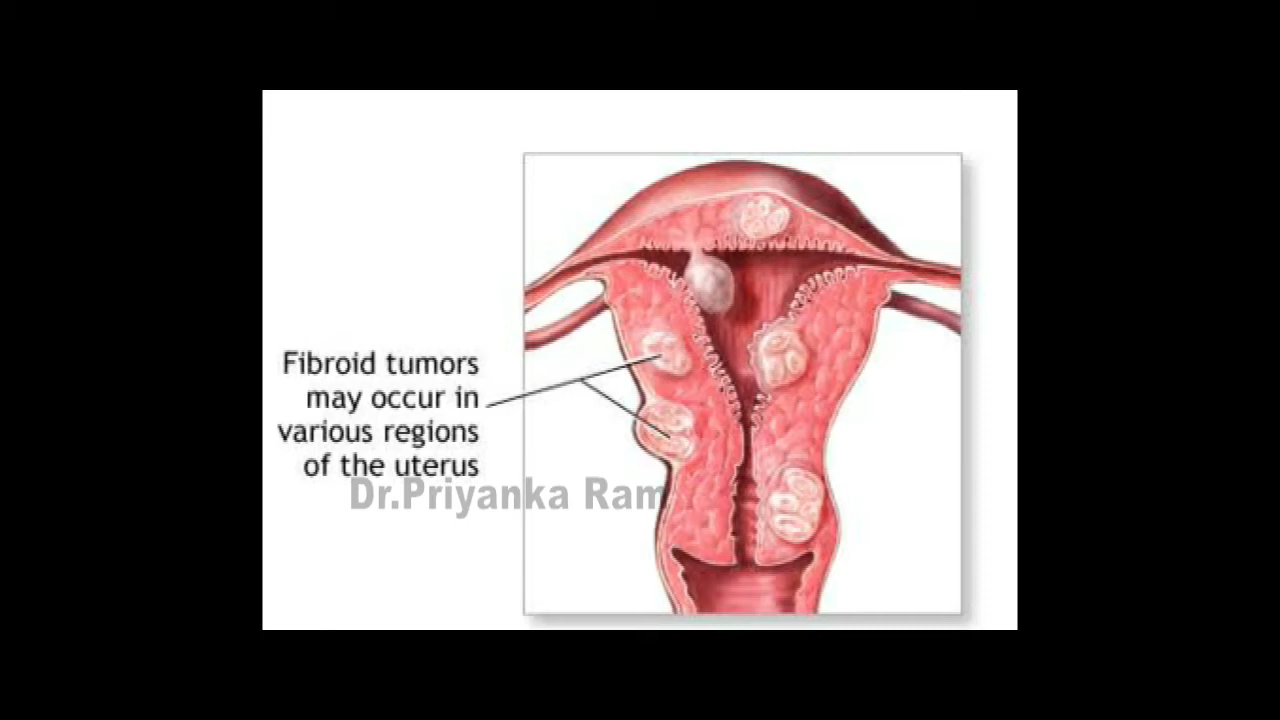 Fibroid tumors
may occur in
various regions
of the uterus
Dr.Priyanka Ram